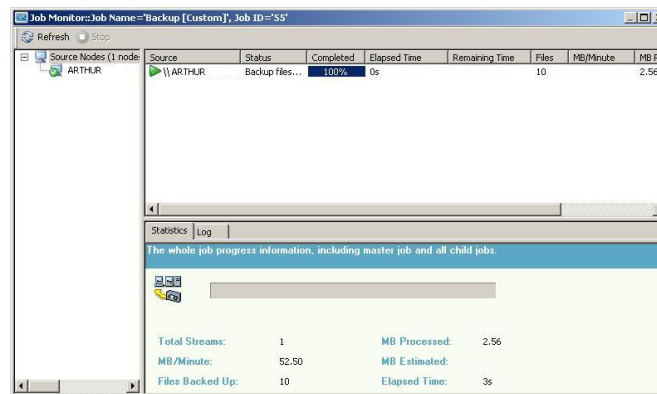 Job Monitor::Job Name='Backup [Custom]', Job ID='55'
Refresh Stop
Source Nodes (1 node
ARTHUR
Source Status Completed Elapsed Time Remaining Time Files MB/Minute MB P
\\ARTHUR Backup files... 100% 0s 10 2.56
Statistics Log
The whole job progress information, including master job and all child jobs.
Total Streams: 1 MB Processed: 2.56
MB/Minute: 52.50 MB Estimated:
Files Backed Up: 10 Elapsed Time: 3s